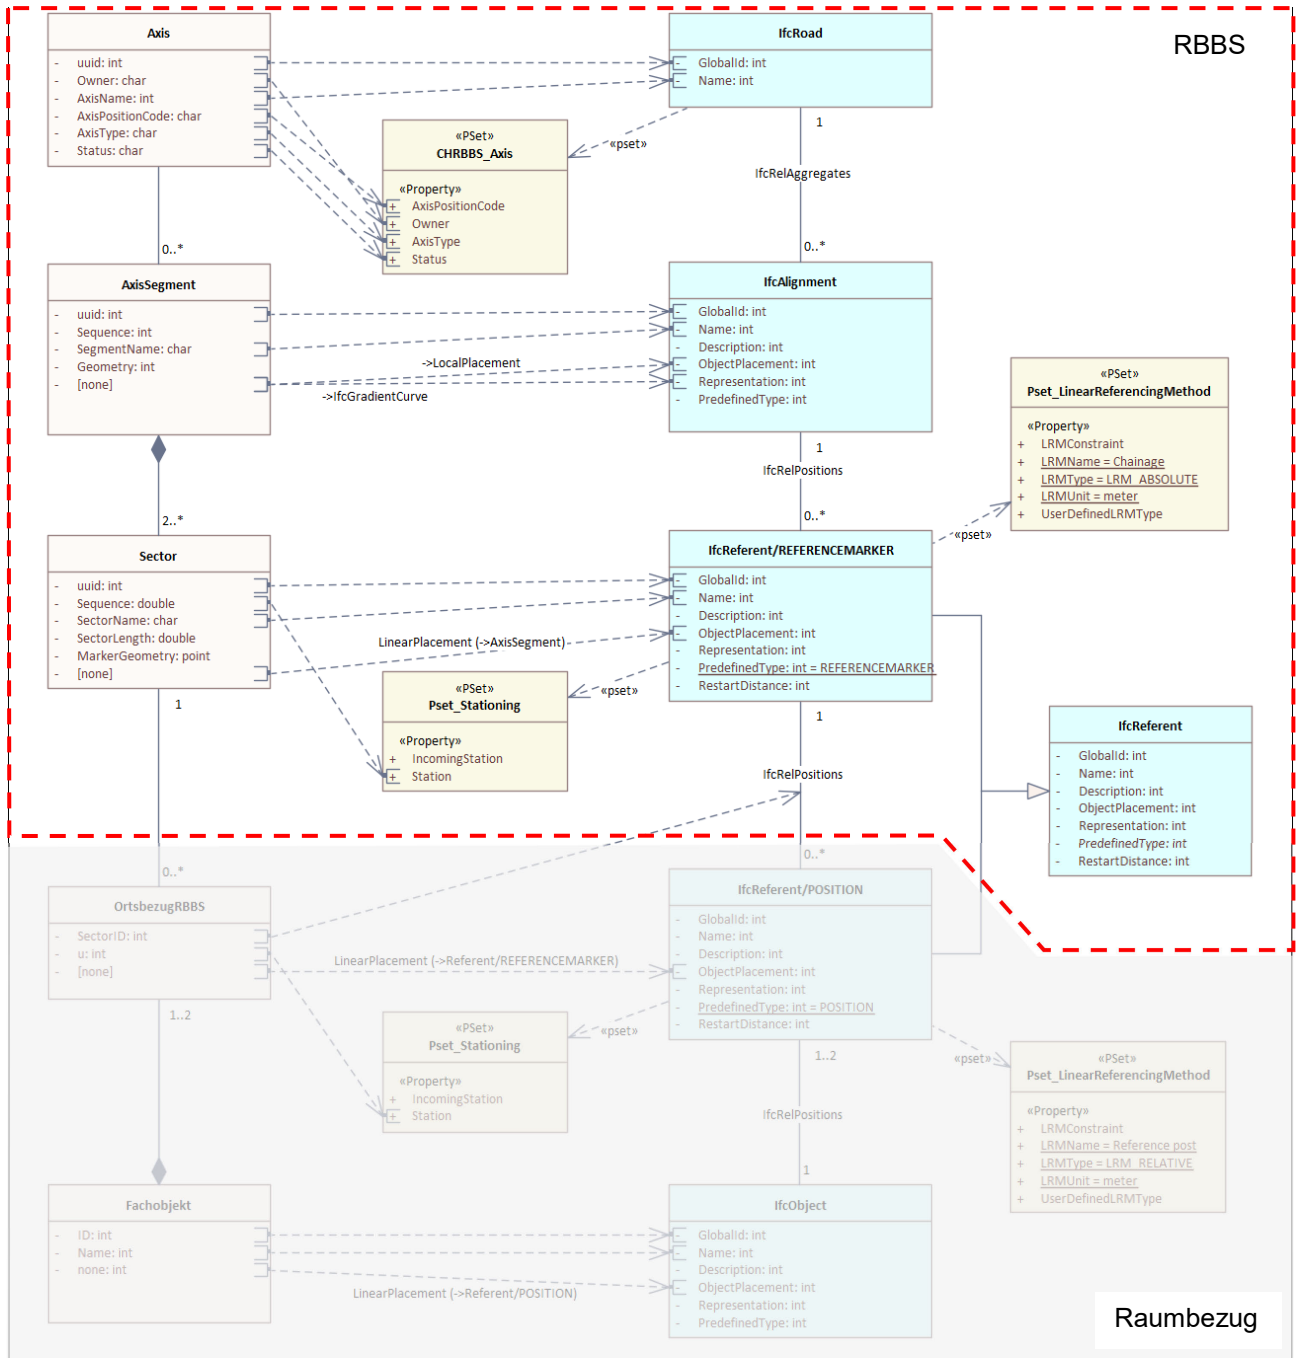 RBBS
Axis
- uuid: int
- Owner: char
- AxisName: int
- AxisPositionCode: char
- AxisType: char
- Status: char
IfcRoad
- GlobalId: int
- Name: int
«PSet»
CHRBBS_Axis
«Property»
+ AxisPositionCode
+ Owner
+ AxisType
+ Status
«pset»
1
IfcRelAggregates
0..*
0..*
AxisSegment
- uuid: int
- Sequence: int
- SegmentName: char
- Geometry: int
- [none]
->LocalPlacement
->IfcGradientCurve
IfcAlignment
- GlobalId: int
- Name: int
- Description: int
- ObjectPlacement: int
- Representation: int
- PredefinedType: int
«PSet»
Pset_LinearReferencingMethod
«Property»
+ LRMConstraint
+ LRMName = Chainage
+ LRMType = LRM_ABSOLUTE
+ LRMUnit = meter
+ UserDefinedLRMType
1
IfcRelPositions
0..*
2..*
«pset»
Sector
- uuid: int
- Sequence: double
- SectorName: char
- SectorLength: double
- MarkerGeometry: point
- [none]
LinearPlacement (->AxisSegment)
IfcReferent/REFERENCEMARKER
- GlobalId: int
- Name: int
- Description: int
- ObjectPlacement: int
- Representation: int
- PredefinedType: int = REFERENCEMARKER
- RestartDistance: int
«PSet»
Pset_Stationing
«Property»
+ IncomingStation
+ Station
«pset»
1
1
IfcRelPositions
IfcReferent
- GlobalId: int
- Name: int
- Description: int
- ObjectPlacement: int
- Representation: int
- PredefinedType: int
- RestartDistance: int
0..*
0..*
OrtsbezugRBBS
- SectorID: int
- u: int
- [none]
LinearPlacement (->Referent/REFERENCEMARKER)
IfcReferent/POSITION
- GlobalId: int
- Name: int
- Description: int
- ObjectPlacement: int
- Representation: int
- PredefinedType: int = POSITION
- RestartDistance: int
1..2
«PSet»
Pset_Stationing
«Property»
+ IncomingStation
+ Station
«pset»
1..2
IfcRelPositions
1
«pset»
«PSet»
Pset_LinearReferencingMethod
«Property»
+ LRMConstraint
+ LRMName = Reference post
+ LRMType = LRM_RELATIVE
+ LRMUnit = meter
+ UserDefinedLRMType
Fachobjekt
- ID: int
- Name: int
- none: int
LinearPlacement (->Referent/POSITION)
IfcObject
- GlobalId: int
- Name: int
- Description: int
- ObjectPlacement: int
- Representation: int
- PredefinedType: int
Raumbezug